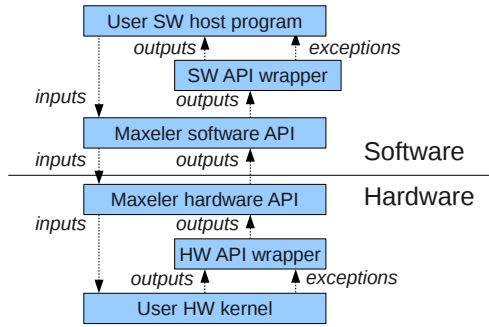 User SW host program
outputs exceptions
SW API wrapper
inputs outputs
Maxeler software API
Software
inputs outputs
Maxeler hardware API
Hardware
inputs outputs
HW API wrapper
outputs exceptions
User HW kernel